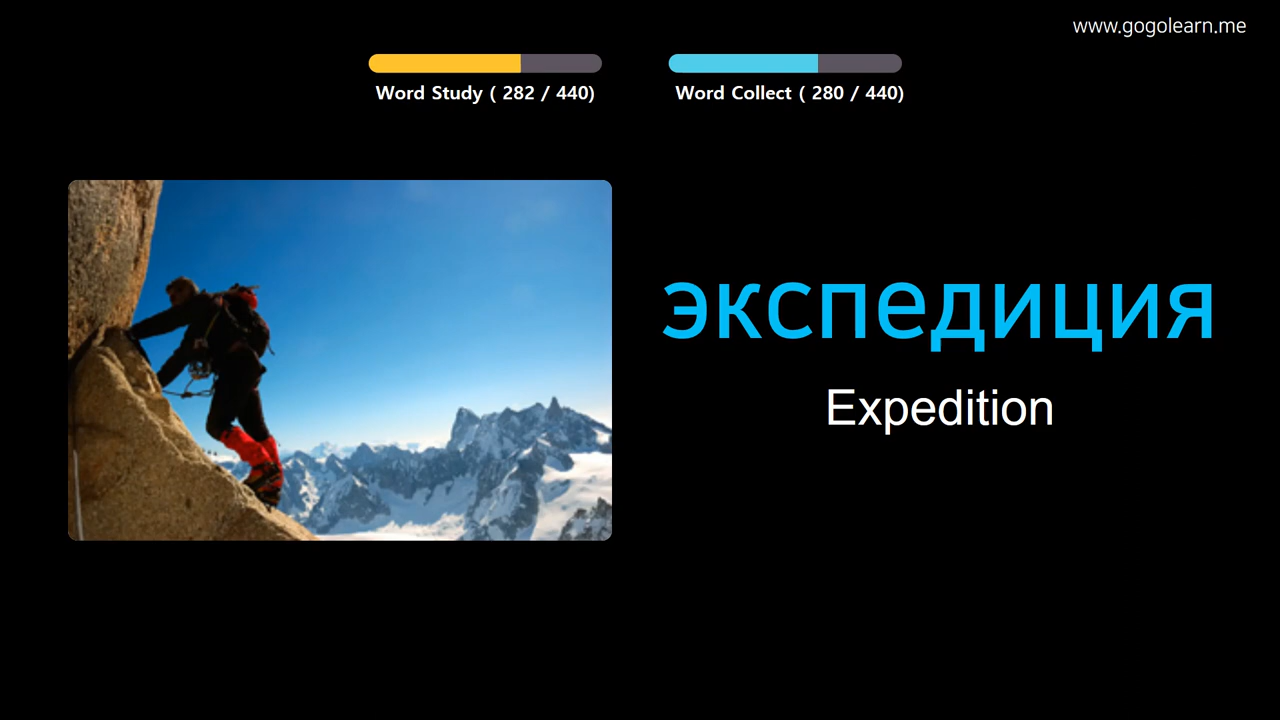 www.gogolearn.me
Word Study ( 282 / 440)
Word Collect ( 280 / 440)
экспедиция
Expedition